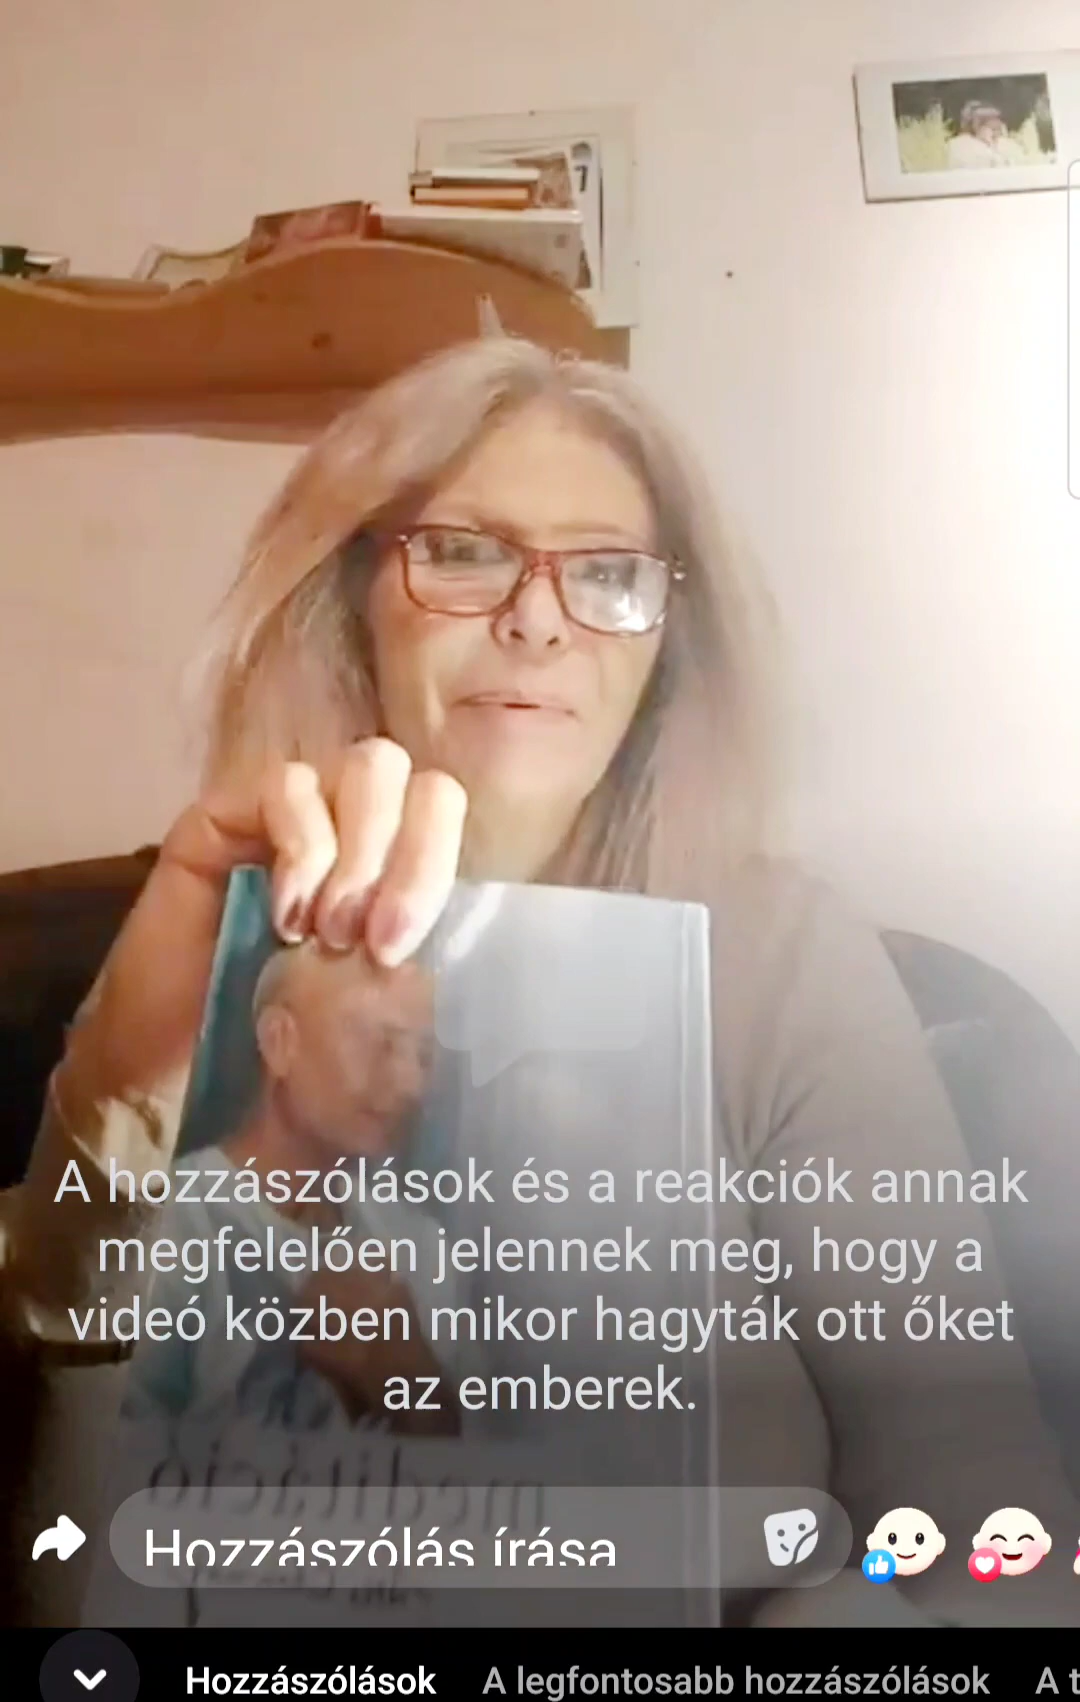 A hozzászólások és a reakciók annak
megfelelően jelennek meg, hogy a
videó közben mikor hagyták ott őket
az emberek.
meditáció
Hozzászólás írása
Hozzászólások A legfontosabb hozzászólások A t